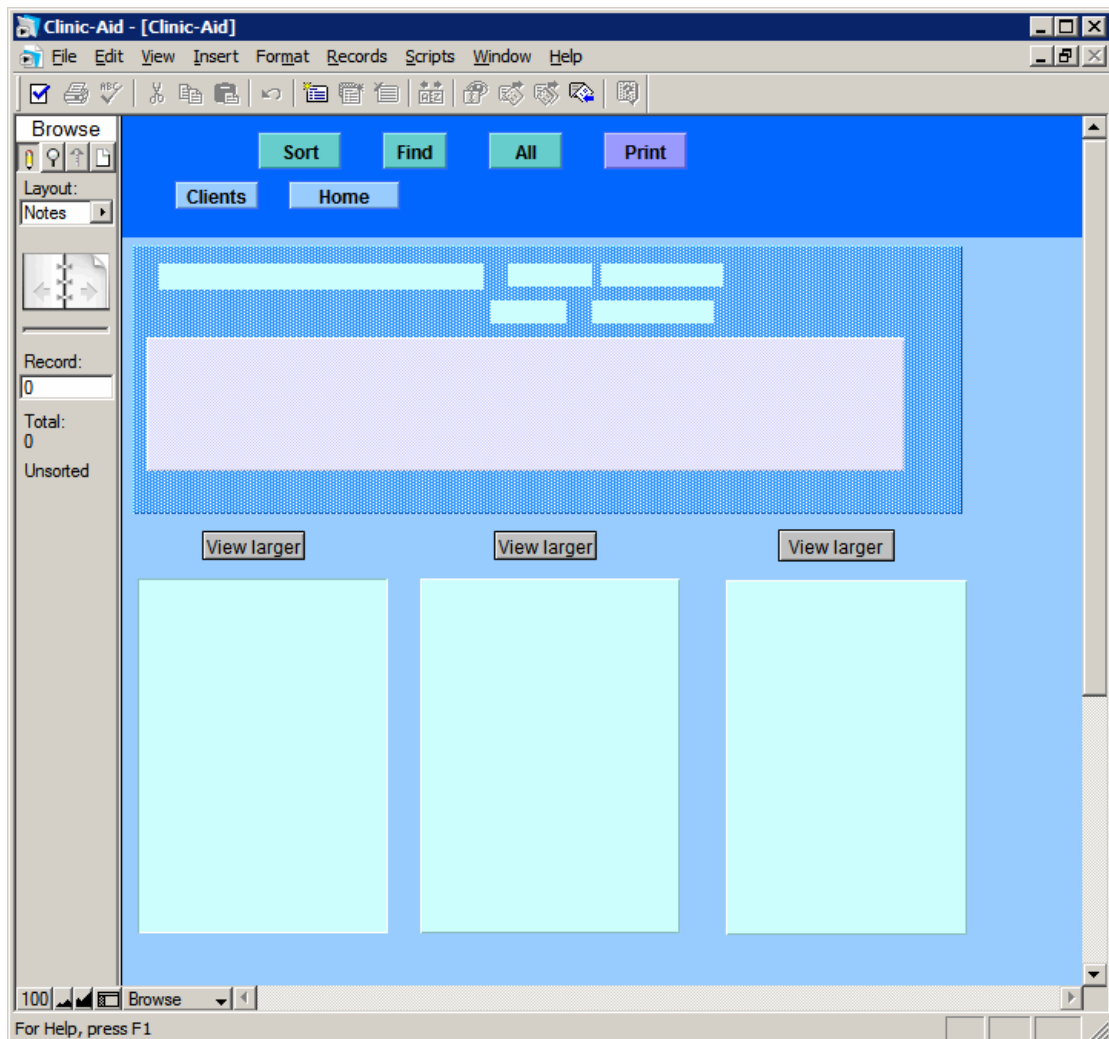 Clinic-Aid - [Clinic-Aid]
File Edit View Insert Format Records Scripts Window Help
ABC
Browse
Sort Find All Print
Layout:
Notes
Clients Home
Record:
0
Total:
0
Unsorted
View larger View larger View larger
100 Browse
For Help, press F1